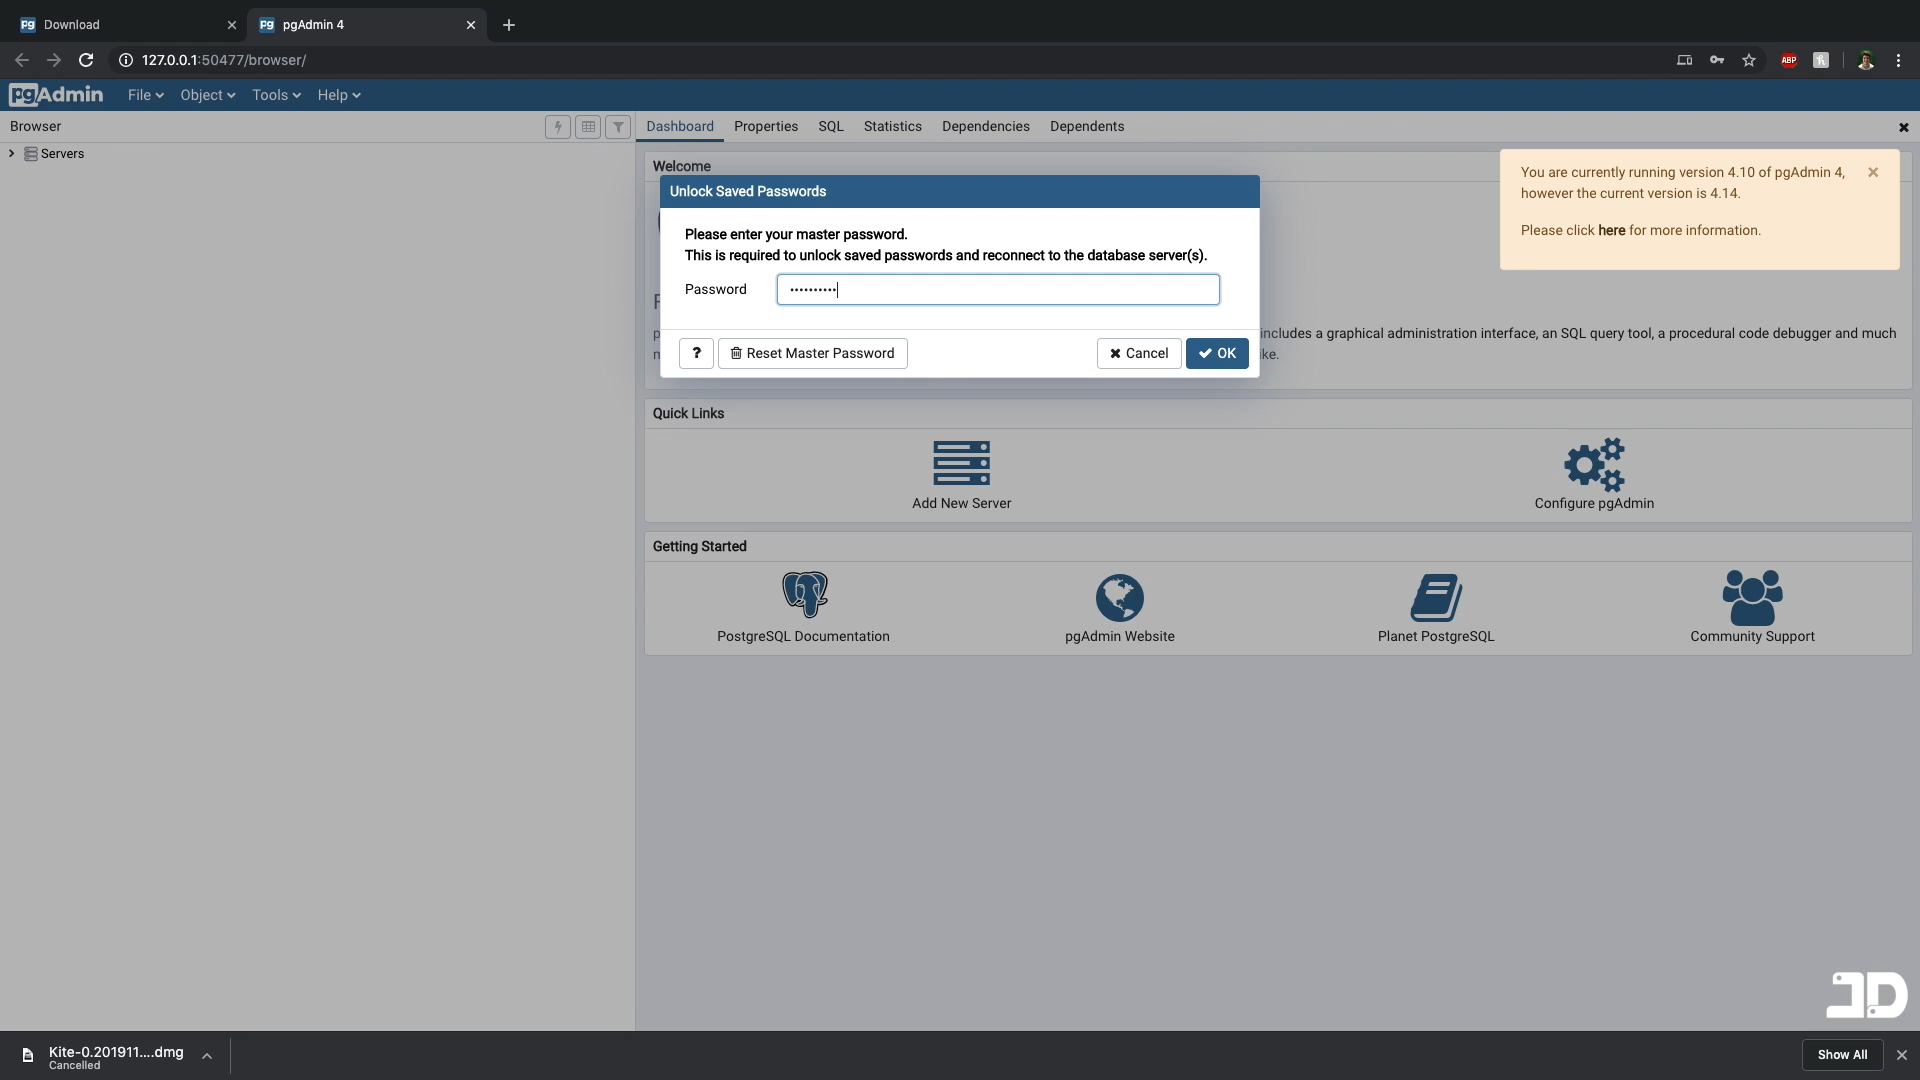 Download
pgAdmin 4
127.0.0.1:50477/browser/
ABP
pgAdmin
File
Object
Tools
Help
Browser
Dashboard
Properties
SQL
Statistics
Dependencies
Dependents
Servers
Welcome
You are currently running version 4.10 of pgAdmin 4,
however the current version is 4.14.
Please click here for more information.
Unlock Saved Passwords
Please enter your master password.
This is required to unlock saved passwords and reconnect to the database server(s).
Password
••••••••••
? Reset Master Password
Cancel
OK
includes a graphical administration interface, an SQL query tool, a procedural code debugger and much
Quick Links
Add New Server
Configure pgAdmin
Getting Started
PostgreSQL Documentation
pgAdmin Website
Planet PostgreSQL
Community Support
Kite-0.201911....dmg
Cancelled
Show All